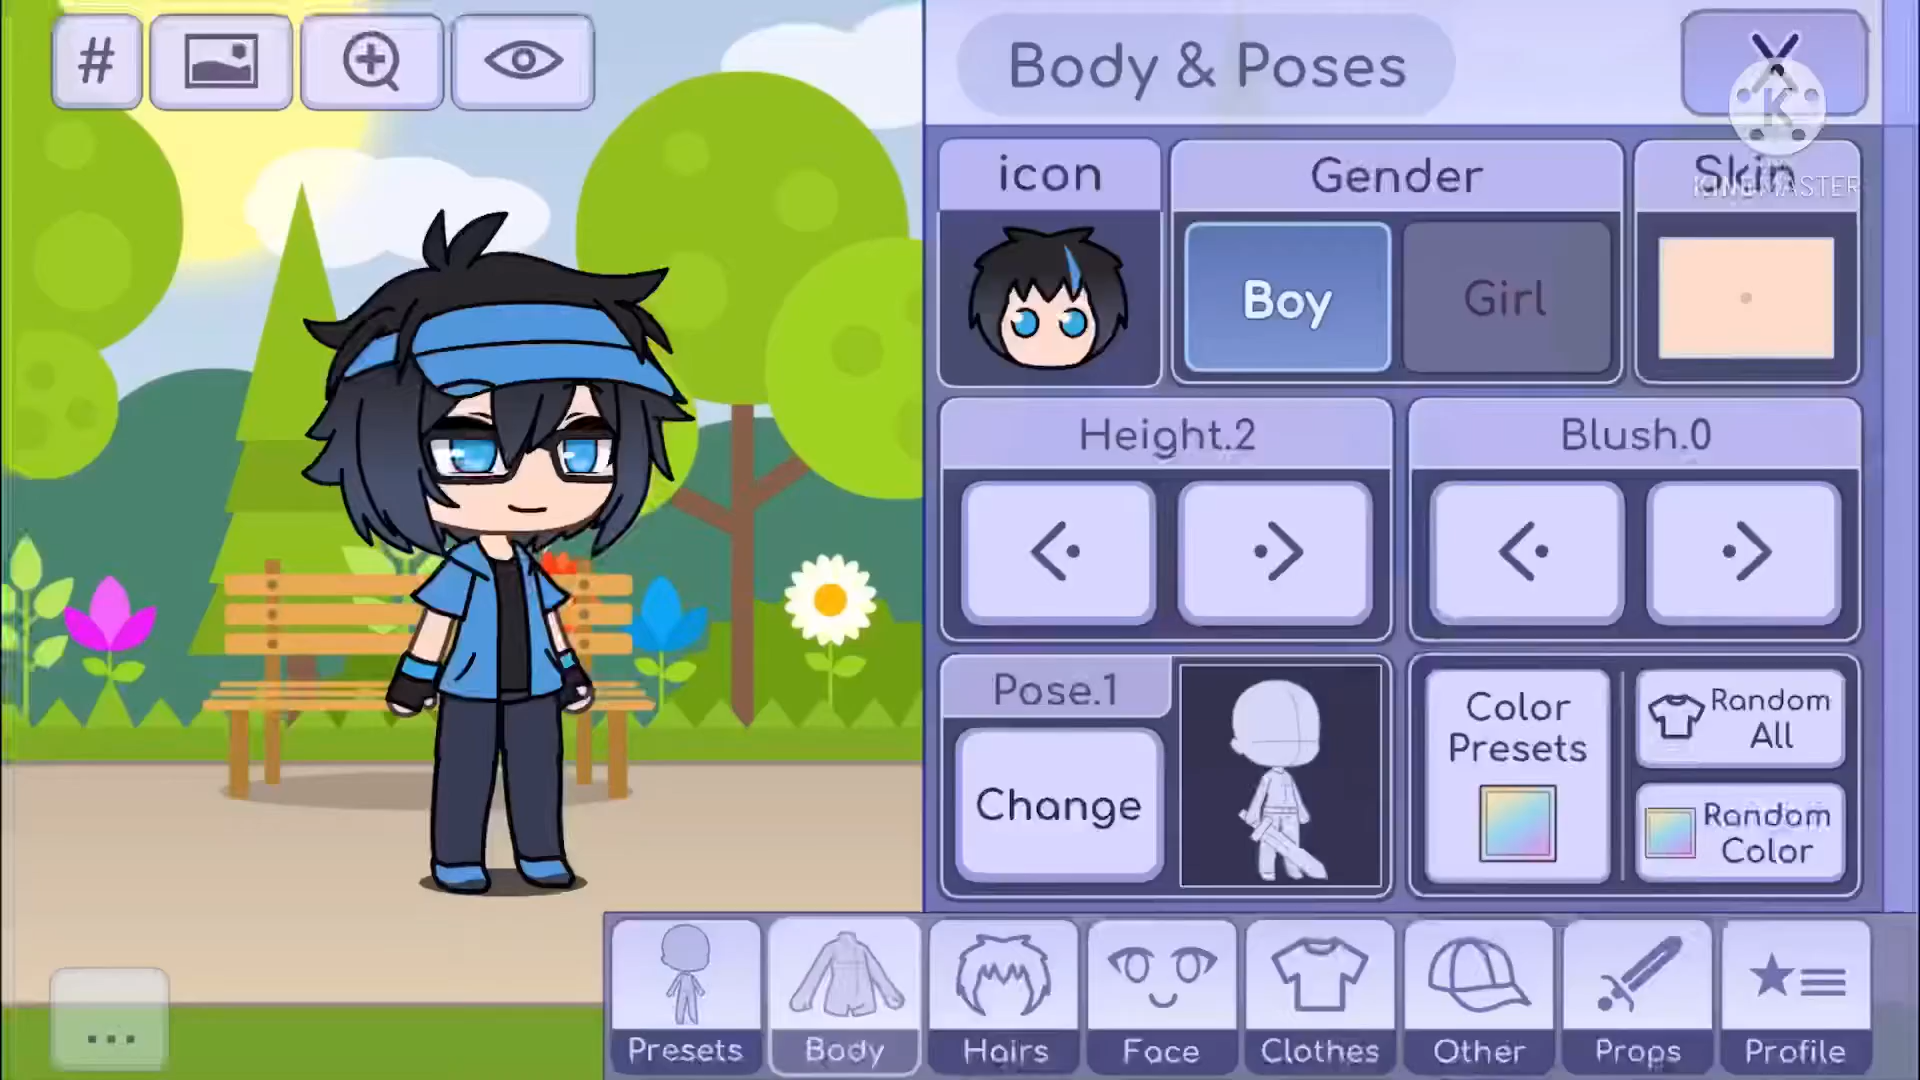 #
Body & Poses
K
KINEMASTER
icon
Gender
Skin
Boy
Girl
Height.2
Blush.0
Pose.1
Change
Color
Presets
Random
All
Random
Color
...
Presets
Body
Hairs
Face
Clothes
Other
Props
Profile